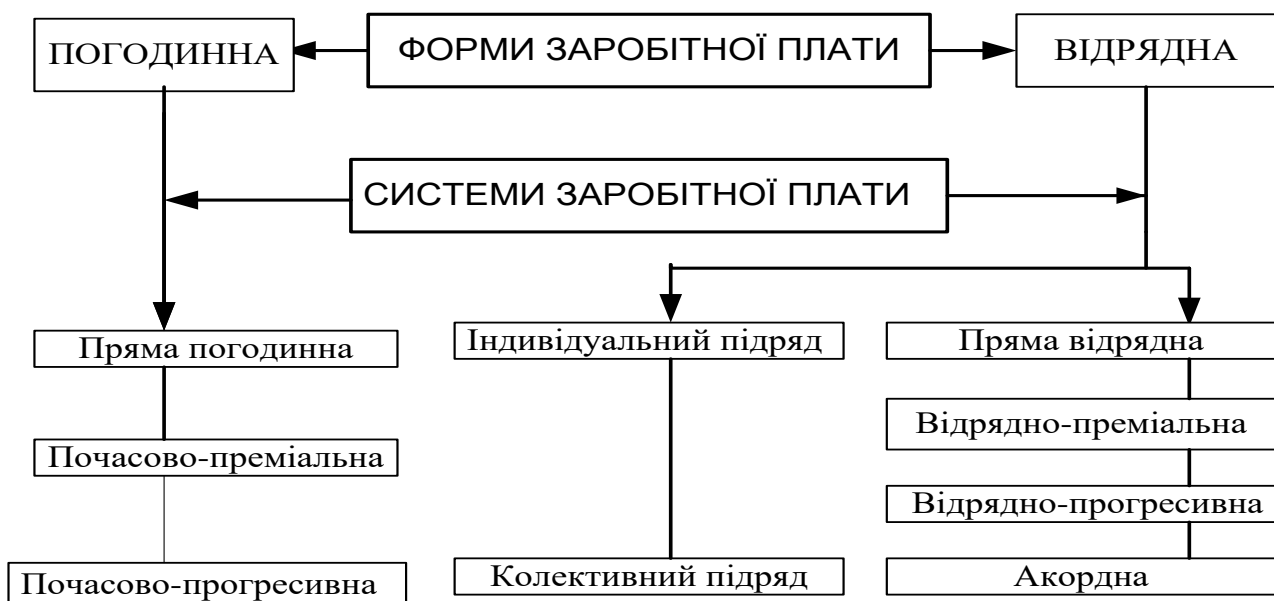 ПОГОДИННА
ФОРМИ ЗАРОБІТНОЇ ПЛАТИ
ВІДРЯДНА
СИСТЕМИ ЗАРОБІТНОЇ ПЛАТИ
Пряма погодинна
Індивідуальний підряд
Пряма відрядна
Відрядно-преміальна
Почасово-преміальна
Відрядно-прогресивна
Почасово-прогресивна
Колективний підряд
Акордна